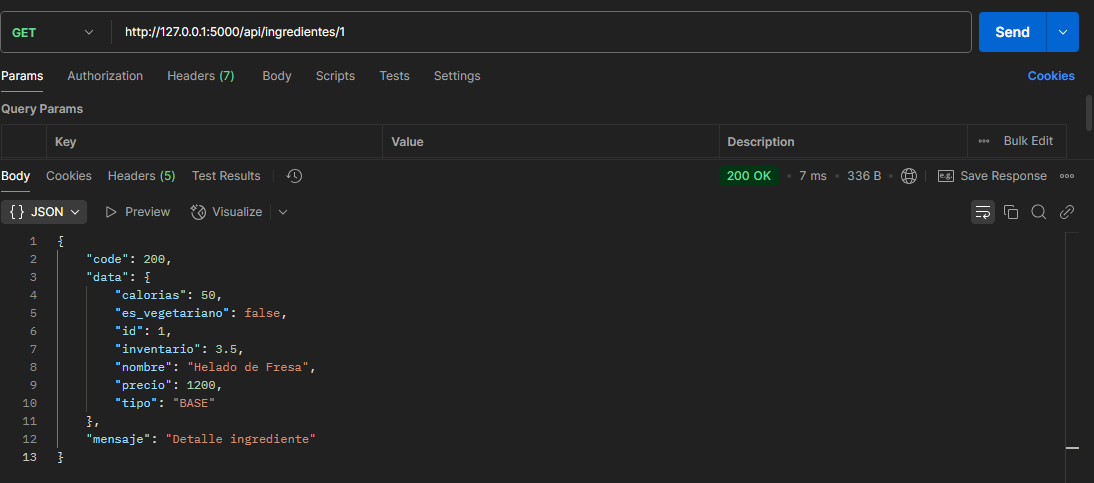 GET http://127.0.0.1:5000/api/ingredientes/1 Send
Params Authorization Headers (7) Body Scripts Tests Settings Cookies
Query Params
Key Value Description Bulk Edit
Body Cookies Headers (5) Test Results 200 OK 7 ms 336 B e.g. Save Response
{} JSON Preview Visualize
1 {
2 "code": 200,
3 "data": {
4 "calorias": 50,
5 "es_vegetariano": false,
6 "id": 1,
7 "inventario": 3.5,
8 "nombre": "Helado de Fresa",
9 "precio": 1200,
10 "tipo": "BASE"
11 },
12 "mensaje": "Detalle ingrediente"
13 }